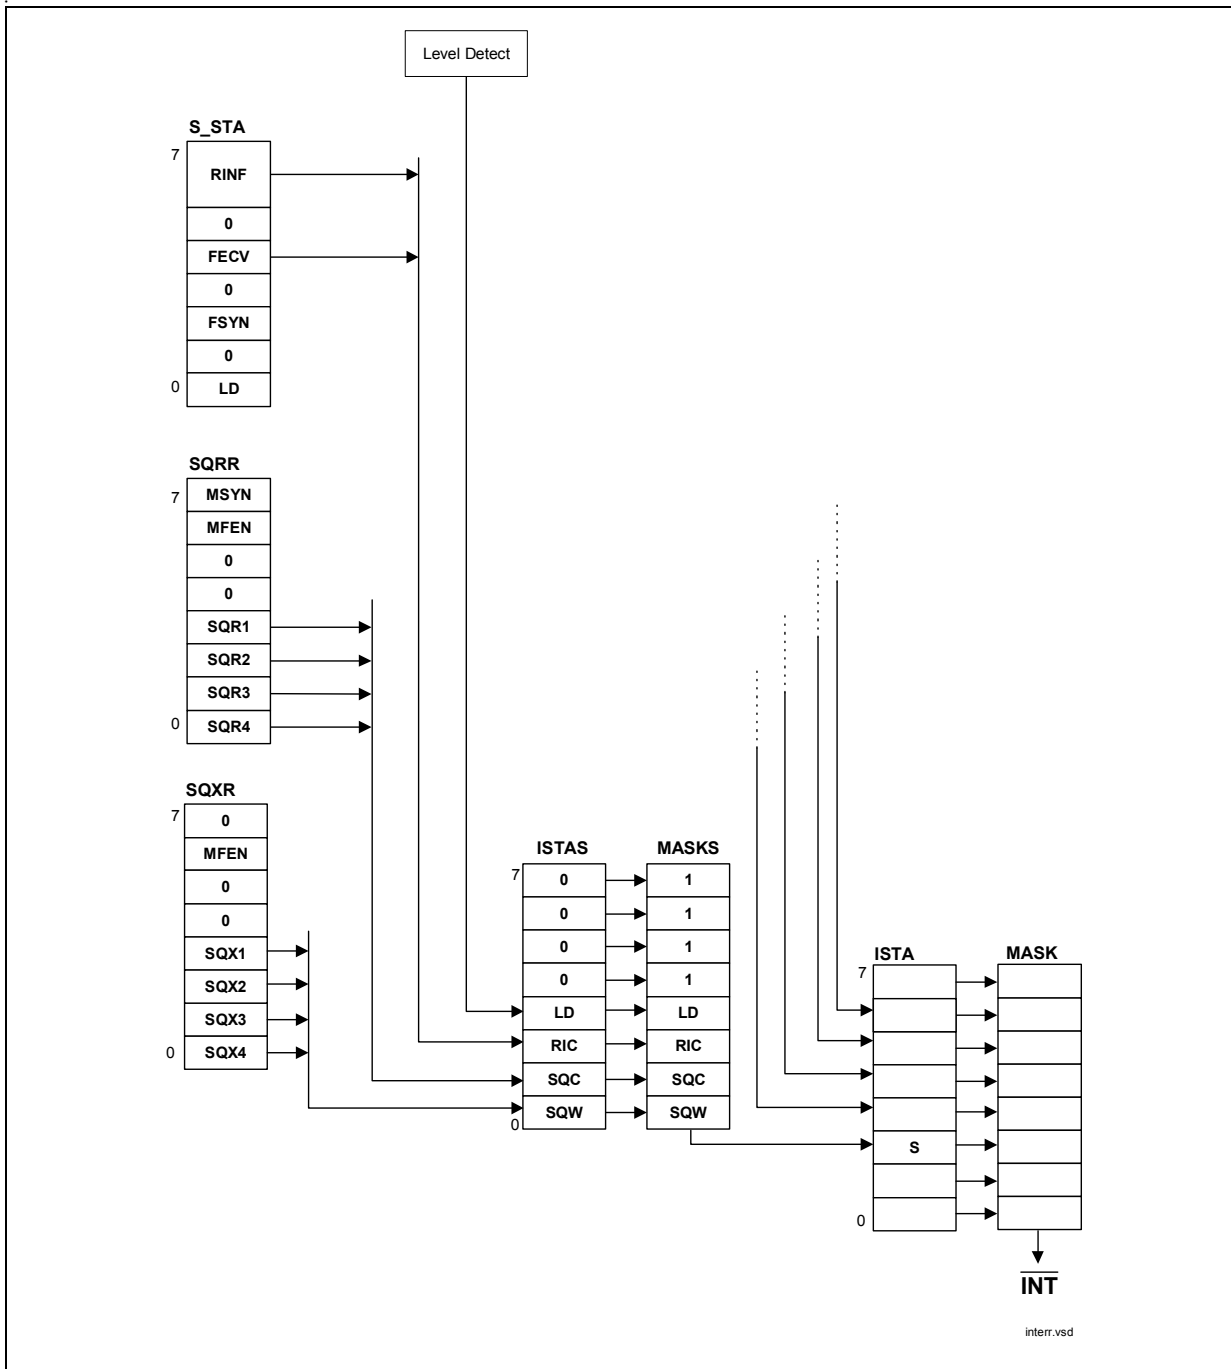 Level Detect
S_STA
7
RINF
0
FECV
0
FSYN
0
0 LD
SQRR
7 MSYN
MFEN
0
0
SQR1
SQR2
SQR3
0 SQR4
SQXR
7 0
MFEN
0
0
SQX1
SQX2
SQX3
0 SQX4
ISTAS MASKS
7 0 1
0 1
0 1
0 1
LD LD
RIC RIC
SQC SQC
SQW SQW
0
ISTA MASK
7
S
0
INT
interr.vsd